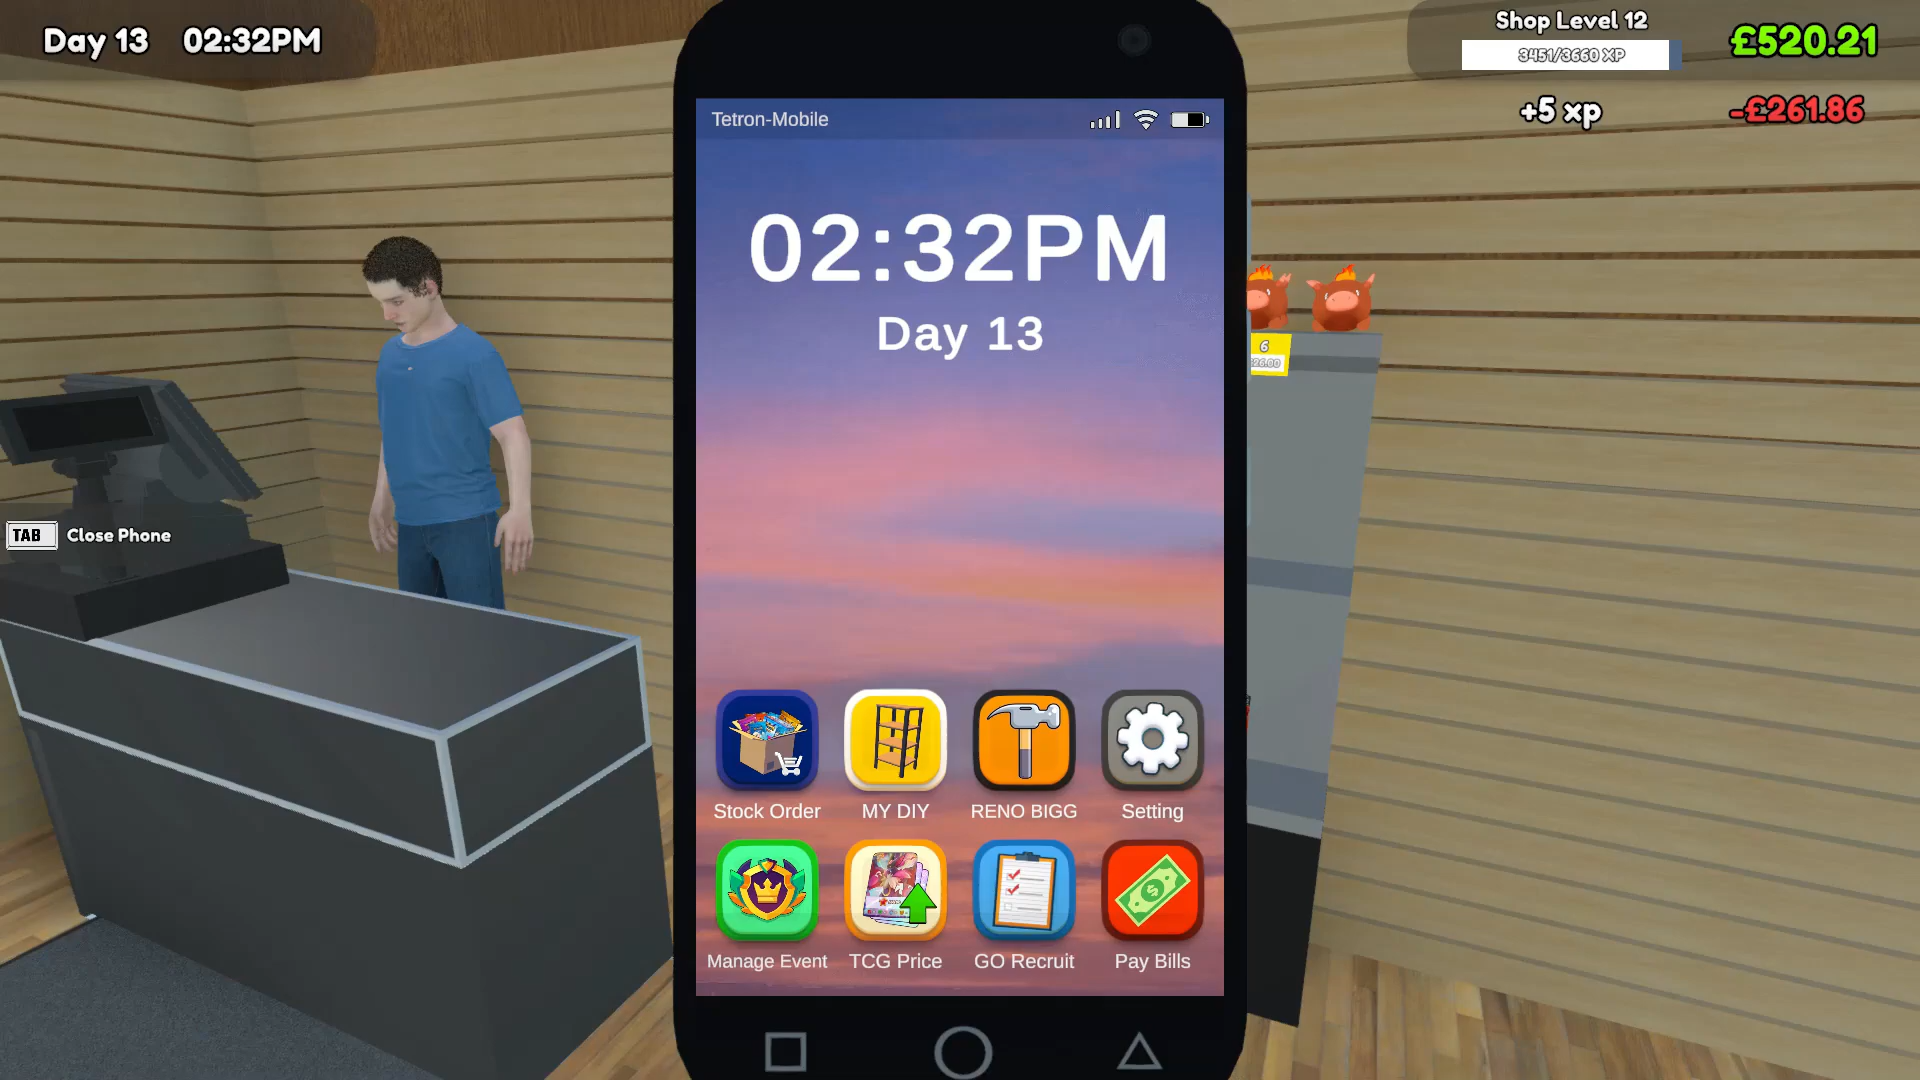 Day 13 02:32PM
Shop Level 12
3451/3660 XP
£520.21
+5 xp
-£261.86
Tetron-Mobile
02:32PM
Day 13
6
TAB Close Phone
Stock Order MY DIY RENO BIGG Setting
Manage Event TCG Price GO Recruit Pay Bills